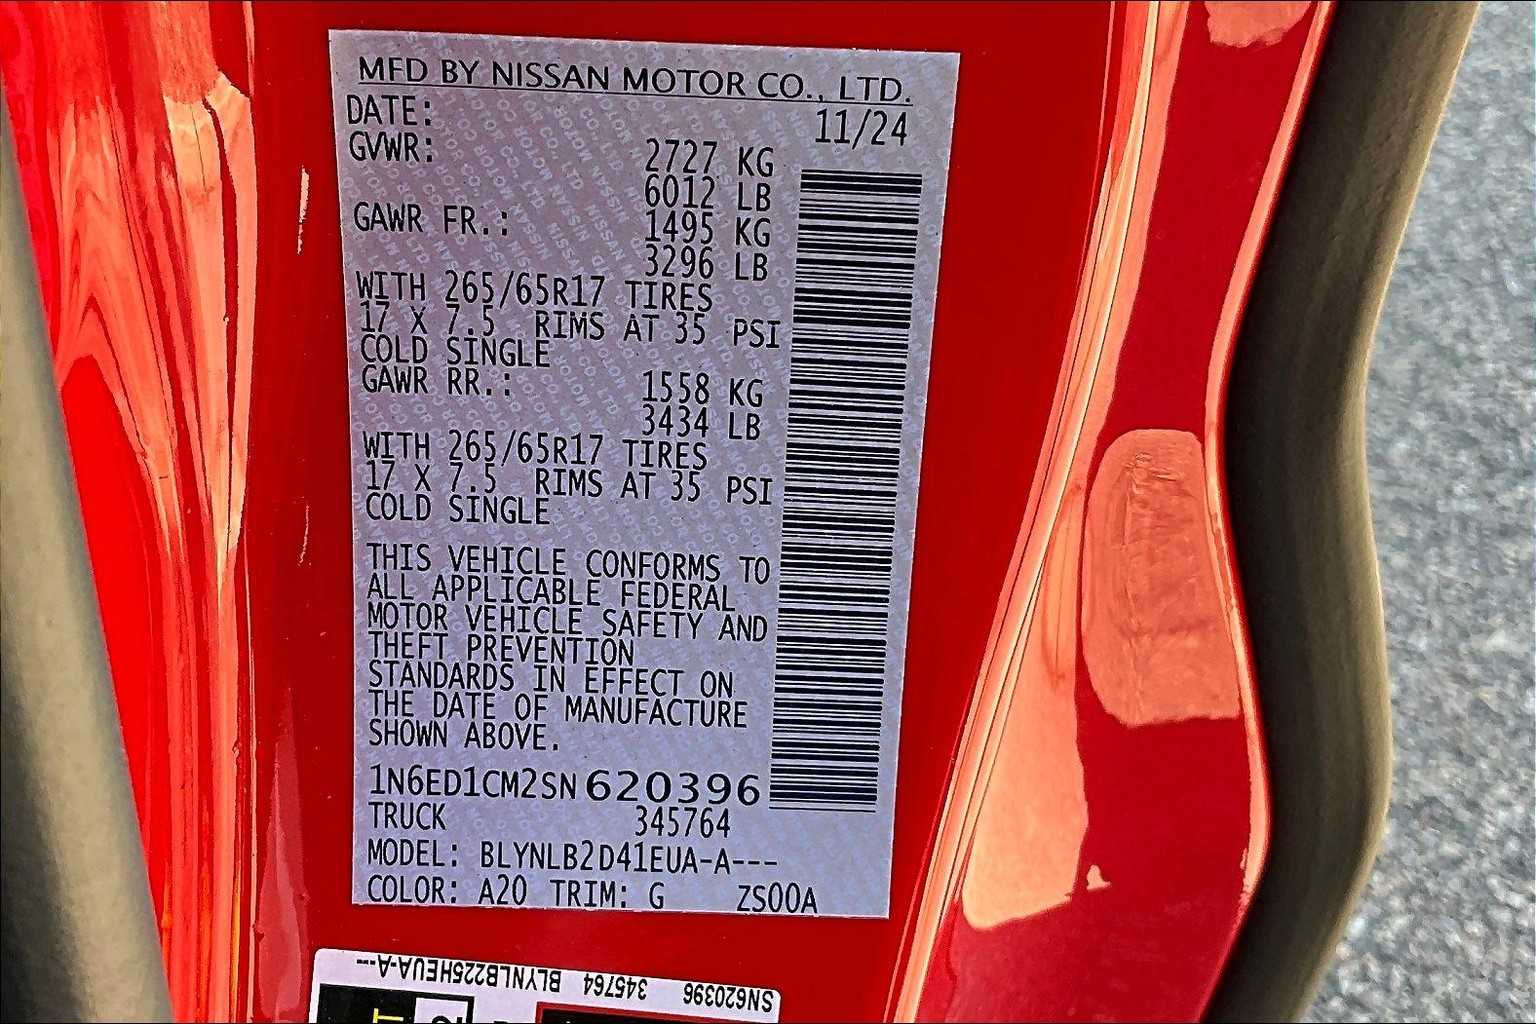 MFD BY NISSAN MOTOR CO., LTD.
DATE: 11/24
GVWR: 2727 KG
6012 LB
GAWR FR.: 1495 KG
3296 LB
WITH 265/65R17 TIRES
17 X 7.5 RIMS AT 35 PSI
COLD SINGLE
GAWR RR.: 1558 KG
3434 LB
WITH 265/65R17 TIRES
17 X 7.5 RIMS AT 35 PSI
COLD SINGLE
THIS VEHICLE CONFORMS TO
ALL APPLICABLE FEDERAL
MOTOR VEHICLE SAFETY AND
THEFT PREVENTION
STANDARDS IN EFFECT ON
THE DATE OF MANUFACTURE
SHOWN ABOVE.
1N6ED1CM2SN620396
TRUCK 345764
MODEL: BLYNLB2D41EUA-A---
COLOR: A20 TRIM: G ZS00A
SN620396 345764 BLYNLB225HEUA-A---